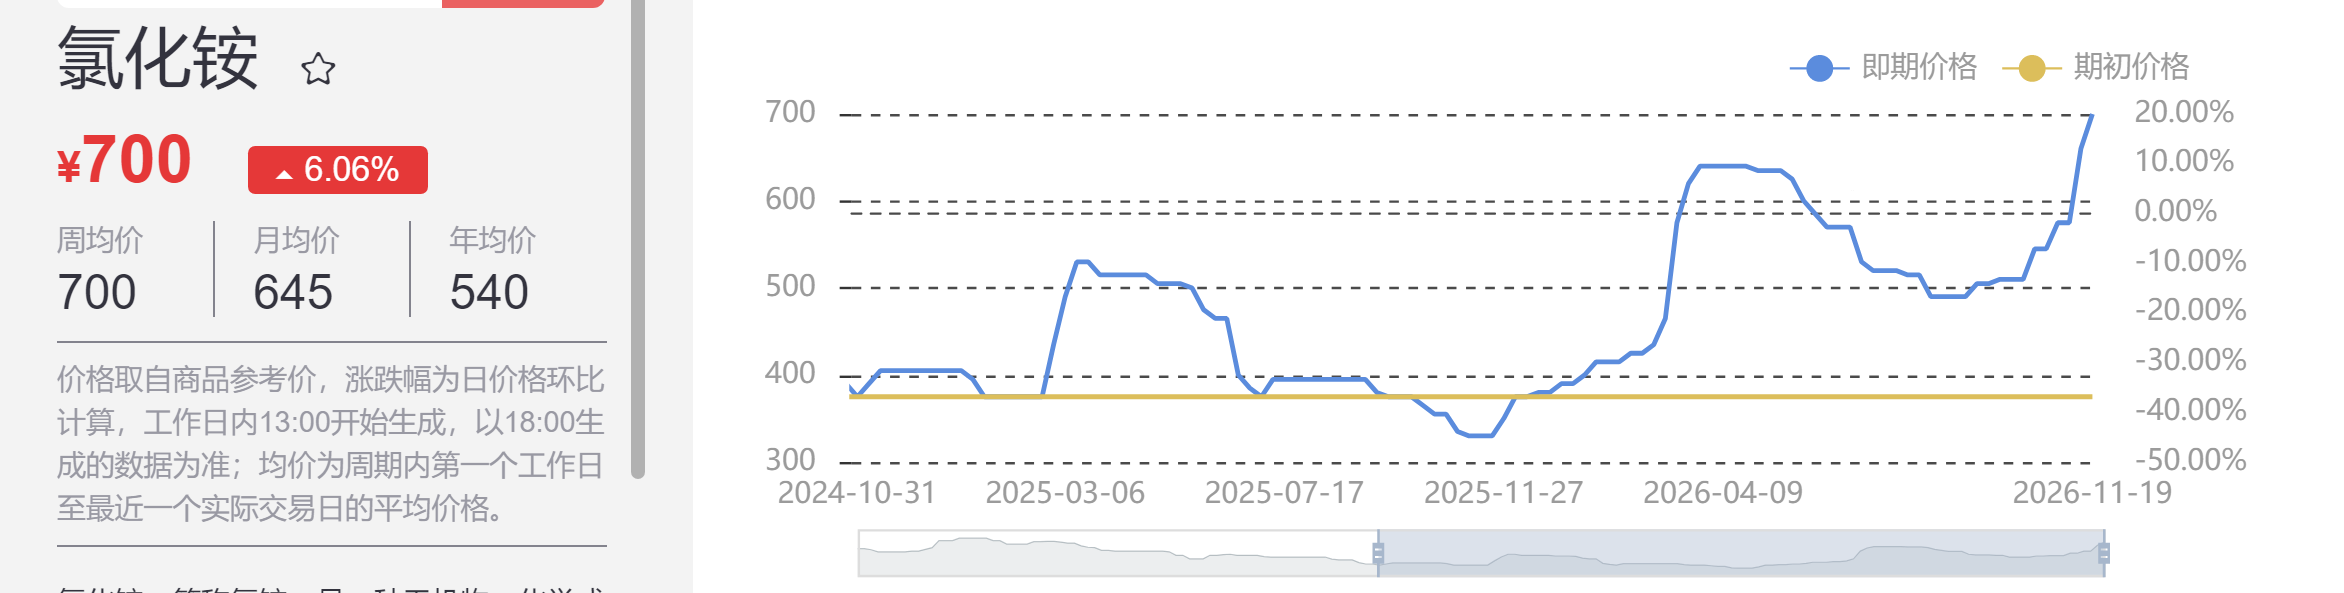 氯化铵
¥700
6.06%
周均价
月均价
年均价
700
645
540
价格取自商品参考价，涨跌幅为日价格环比
计算，工作日内13:00开始生成，以18:00生
成的数据为准；均价为周期内第一个工作日
至最近一个实际交易日的平均价格。
即期价格
期初价格
700
600
500
400
300
20.00%
10.00%
0.00%
-10.00%
-20.00%
-30.00%
-40.00%
-50.00%
2024-10-31
2025-03-06
2025-07-17
2025-11-27
2026-04-09
2026-11-19